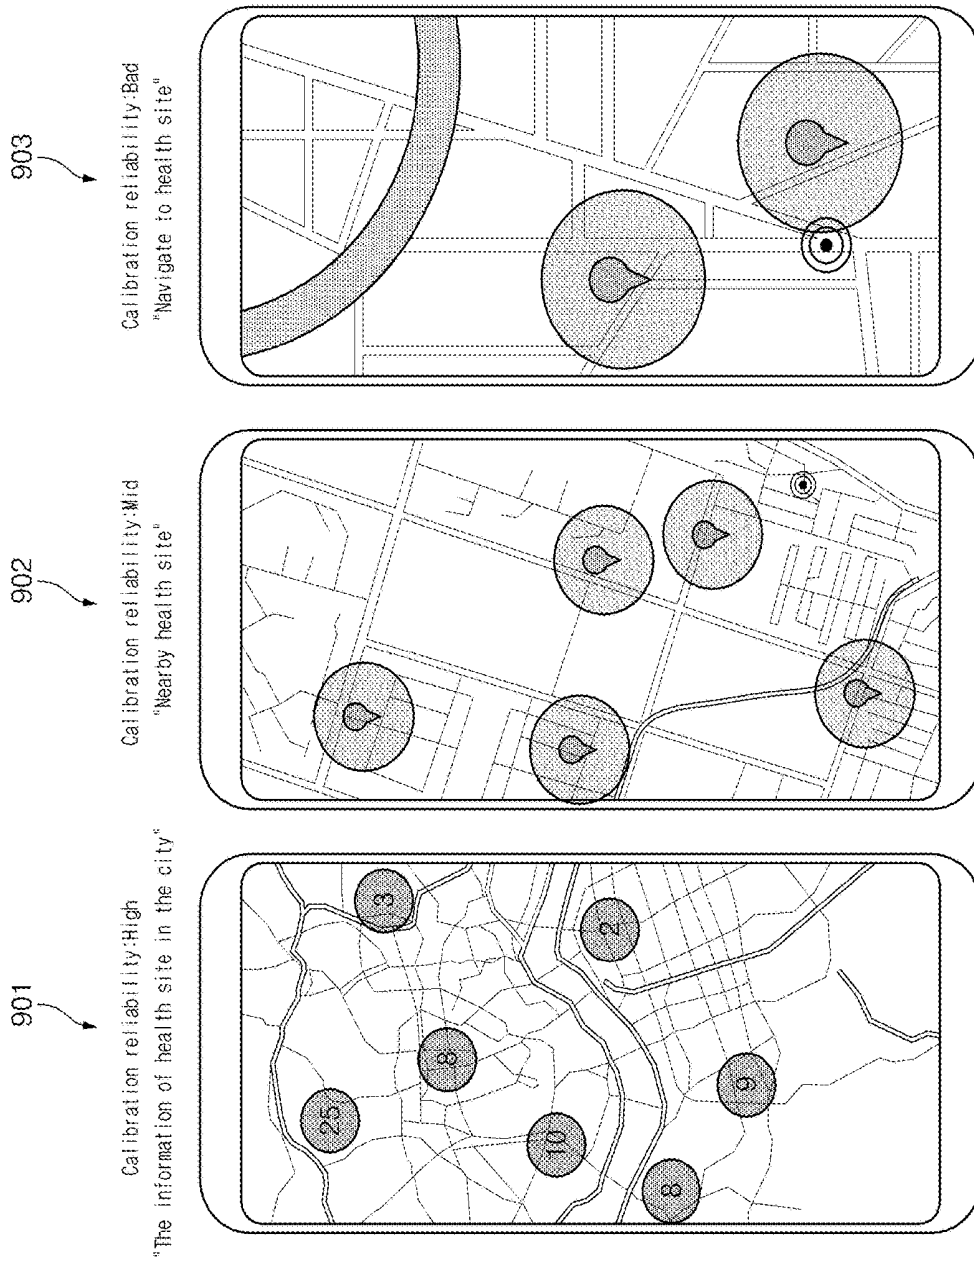 901
Calibration reliability:High
"The information of health site in the city"
25
3
8
10
2
8
9
902
Calibration reliability:Mid
"Nearby health site"
903
Calibration reliability:Bad
"Navigate to health site"